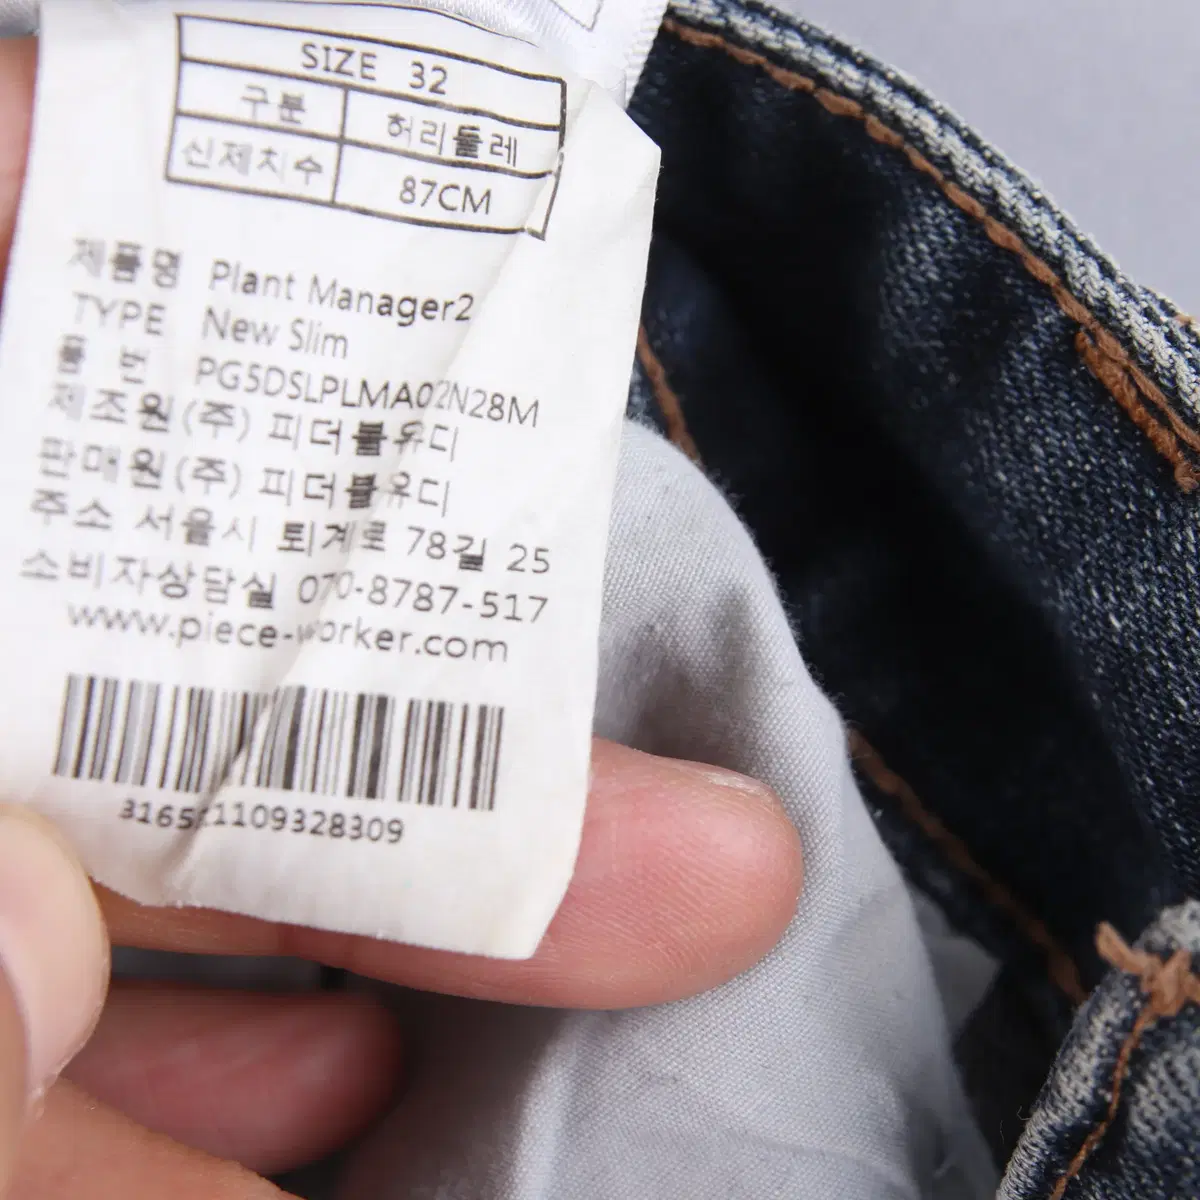 SIZE 32
구분 허리둘레
신제치수 87CM
제품명 Plant Manager2
TYPE New Slim
품 번 PG5DSLPLMA02N28M
제조원 (주) 피더블유디
판매원 (주) 피더블유디
주소 서울시 퇴계로 78길 25
소비자상담실 070-8787-517
www.piece-worker.com